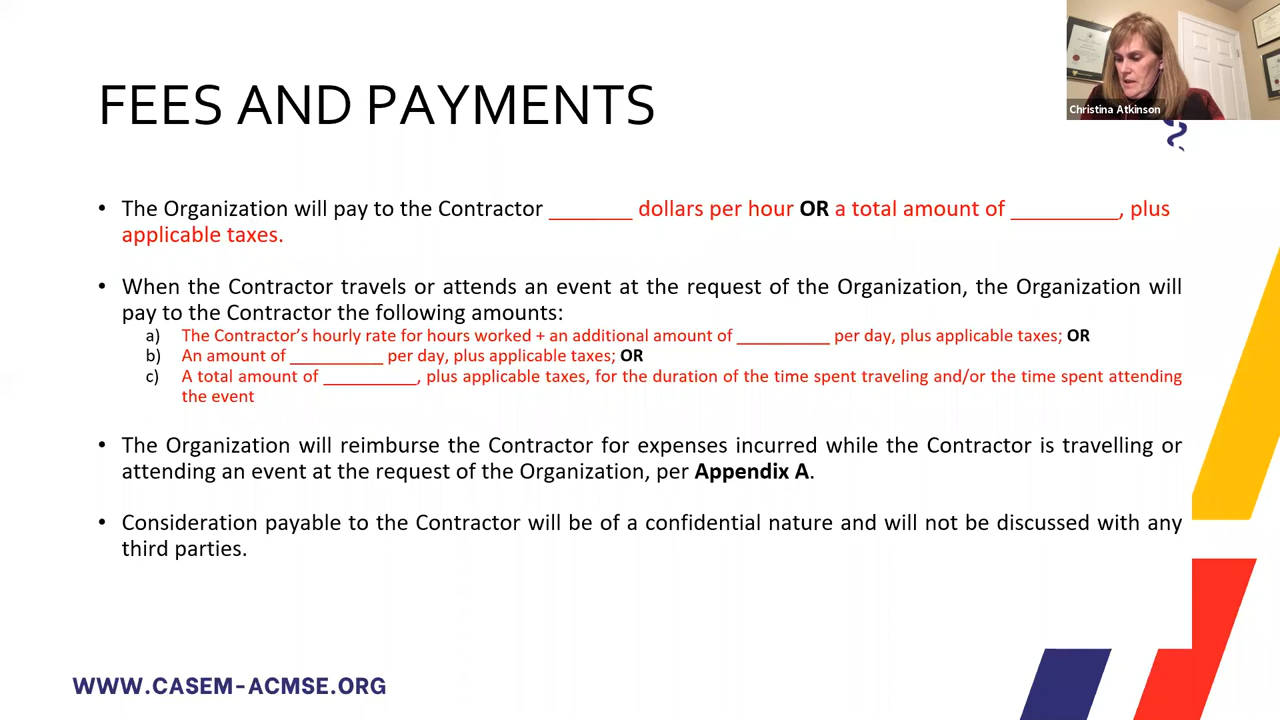 FEES AND PAYMENTS
Christina Atkinson
• The Organization will pay to the Contractor _______ dollars per hour OR a total amount of _________, plus
applicable taxes.
• When the Contractor travels or attends an event at the request of the Organization, the Organization will
pay to the Contractor the following amounts:
a) The Contractor’s hourly rate for hours worked + an additional amount of __________ per day, plus applicable taxes; OR
b) An amount of __________ per day, plus applicable taxes; OR
c) A total amount of __________, plus applicable taxes, for the duration of the time spent traveling and/or the time spent attending
the event
• The Organization will reimburse the Contractor for expenses incurred while the Contractor is travelling or
attending an event at the request of the Organization, per Appendix A.
• Consideration payable to the Contractor will be of a confidential nature and will not be discussed with any
third parties.
WWW.CASEM-ACMSE.ORG